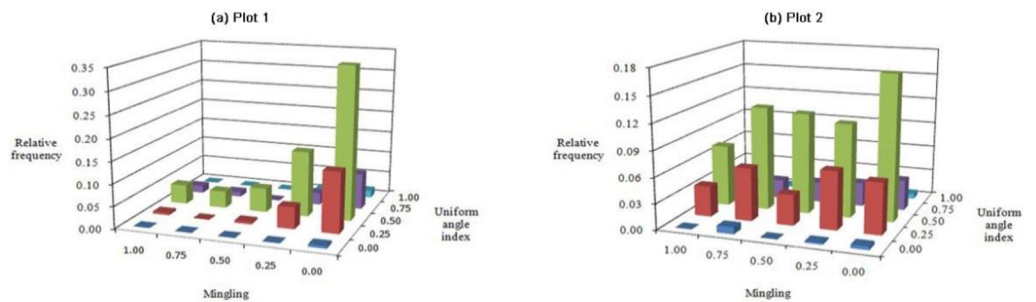 (a) Plot 1
0.35
0.30
0.25
0.20
0.15
0.10
0.05
0.00
Relative
frequency
1.00
0.75
0.50
0.25
0.00
Mingling
1.00
0.75
0.50
0.25
0.00
Uniform
angle
index
(b) Plot 2
0.18
0.15
0.12
0.09
0.06
0.03
0.00
Relative
frequency
1.00
0.75
0.50
0.25
0.00
Mingling
1.00
0.75
0.50
0.25
0.00
Uniform
angle
index